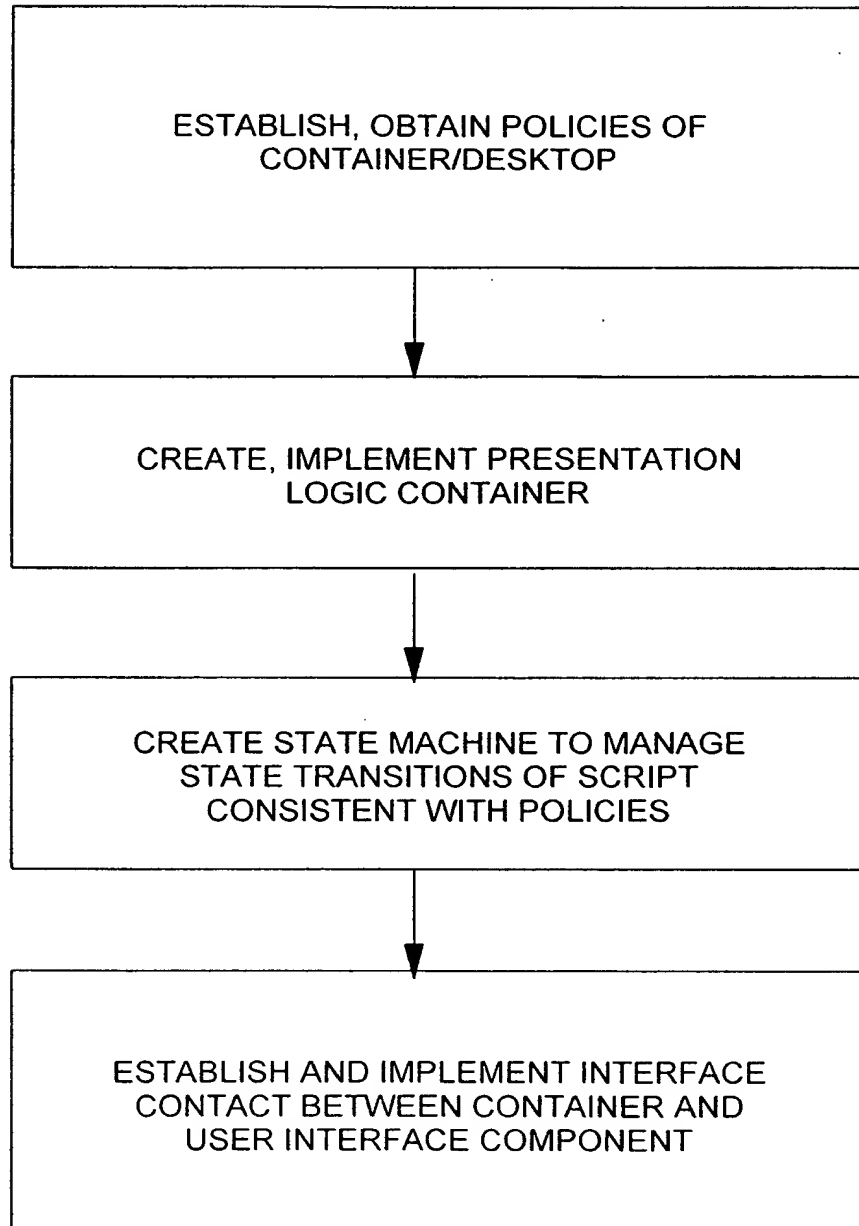 ESTABLISH, OBTAIN POLICIES OF
CONTAINER/DESKTOP
CREATE, IMPLEMENT PRESENTATION
LOGIC CONTAINER
CREATE STATE MACHINE TO MANAGE
STATE TRANSITIONS OF SCRIPT
CONSISTENT WITH POLICIES
ESTABLISH AND IMPLEMENT INTERFACE
CONTACT BETWEEN CONTAINER AND
USER INTERFACE COMPONENT